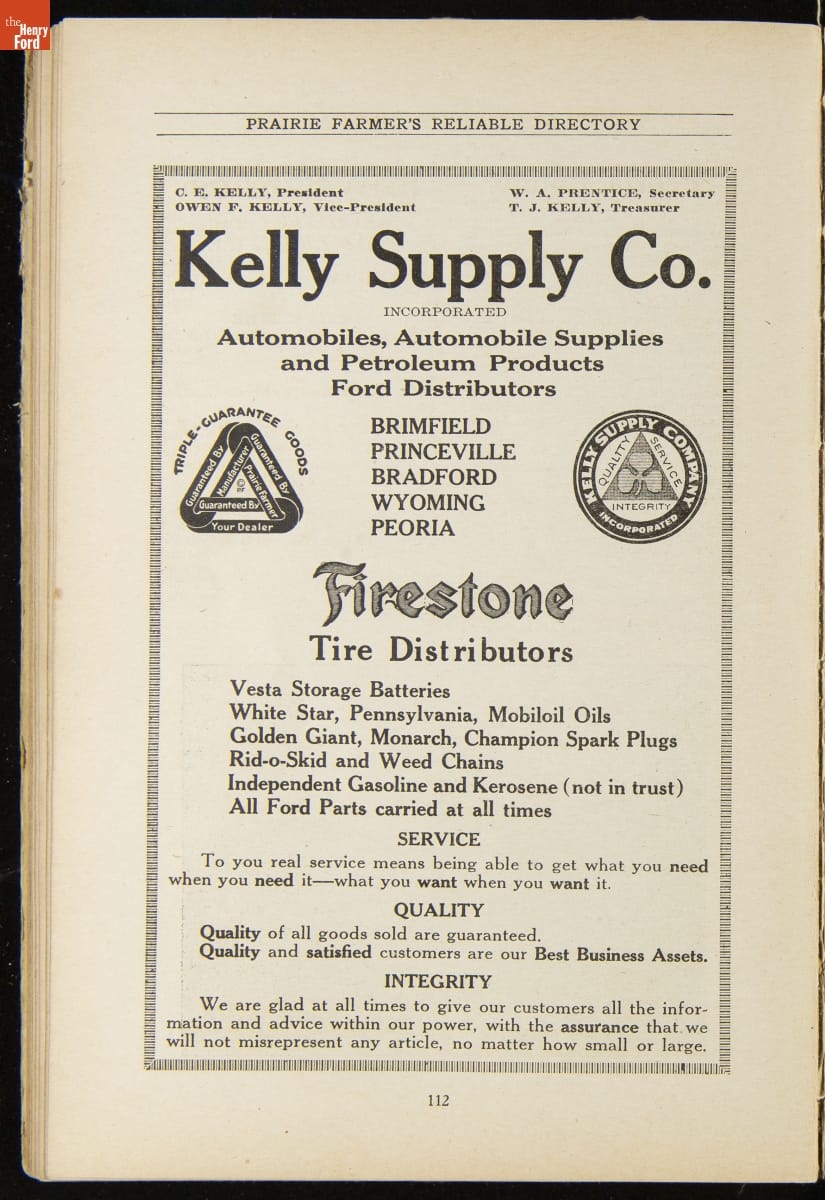 the
Henry
Ford
PRAIRIE FARMER'S RELIABLE DIRECTORY
C. E. KELLY, President
OWEN F. KELLY, Vice-President
W. A. PRENTICE, Secretary
T. J. KELLY, Treasurer
Kelly Supply Co.
INCORPORATED
Automobiles, Automobile Supplies
and Petroleum Products
Ford Distributors
TRIPLE-GUARANTEE GOODS
Guaranteed By
Manufacturer
Guaranteed By
Prairie Farmer
Guaranteed By
Your Dealer
©
PF
BRIMFIELD
PRINCEVILLE
BRADFORD
WYOMING
PEORIA
KELLY SUPPLY COMPANY
QUALITY
SERVICE
INTEGRITY
INCORPORATED
Firestone
Tire Distributors
Vesta Storage Batteries
White Star, Pennsylvania, Mobiloil Oils
Golden Giant, Monarch, Champion Spark Plugs
Rid-o-Skid and Weed Chains
Independent Gasoline and Kerosene (not in trust)
All Ford Parts carried at all times
SERVICE
To you real service means being able to get what you need
when you need it—what you want when you want it.
QUALITY
Quality of all goods sold are guaranteed.
Quality and satisfied customers are our Best Business Assets.
INTEGRITY
We are glad at all times to give our customers all the infor-
mation and advice within our power, with the assurance that we
will not misrepresent any article, no matter how small or large.
112